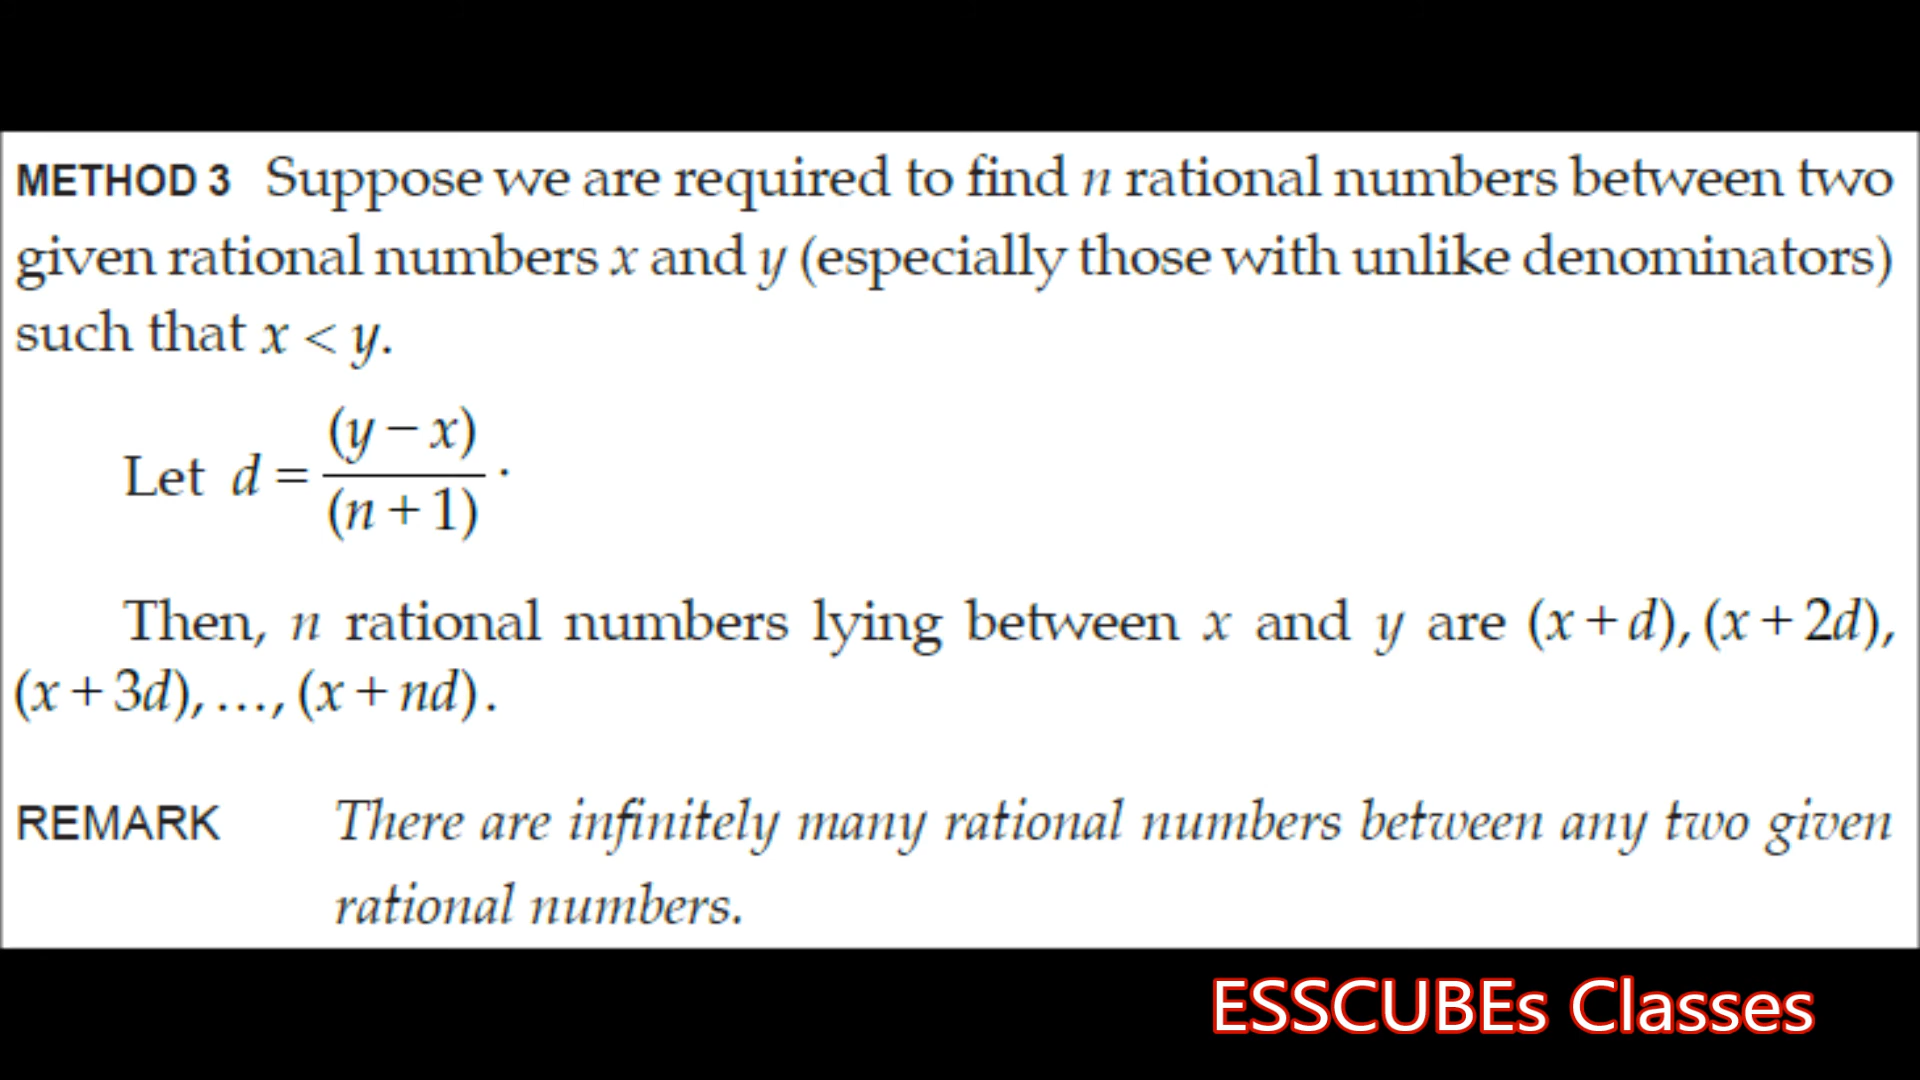 METHOD 3 Suppose we are required to find n rational numbers between two
given rational numbers x and y (especially those with unlike denominators)
such that x < y.
Let d = (y − x)/(n + 1) ·
Then, n rational numbers lying between x and y are (x + d), (x + 2d),
(x + 3d), ..., (x + nd).
REMARK There are infinitely many rational numbers between any two given
rational numbers.
ESSCUBEs Classes